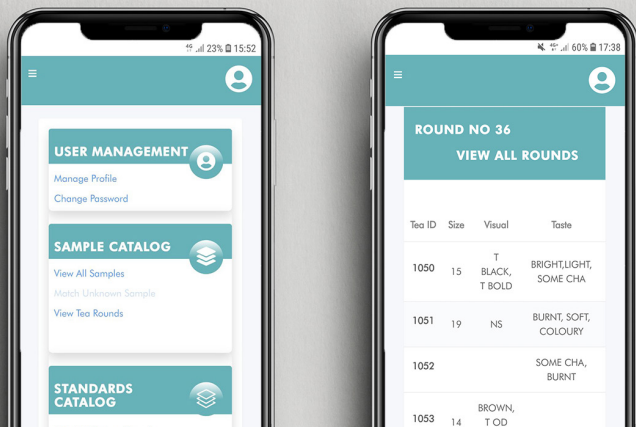 4G 23% 15:52
USER MANAGEMENT
Manage Profile
Change Password
SAMPLE CATALOG
View All Samples
Match Unknown Sample
View Tea Rounds
STANDARDS
CATALOG
4G+ 60% 17:38
ROUND NO 36
VIEW ALL ROUNDS
Tea ID Size Visual Taste
1050 15 T BLACK, T BOLD BRIGHT,LIGHT, SOME CHA
1051 19 NS BURNT, SOFT, COLOURY
1052 SOME CHA, BURNT
1053 14 BROWN, T OD